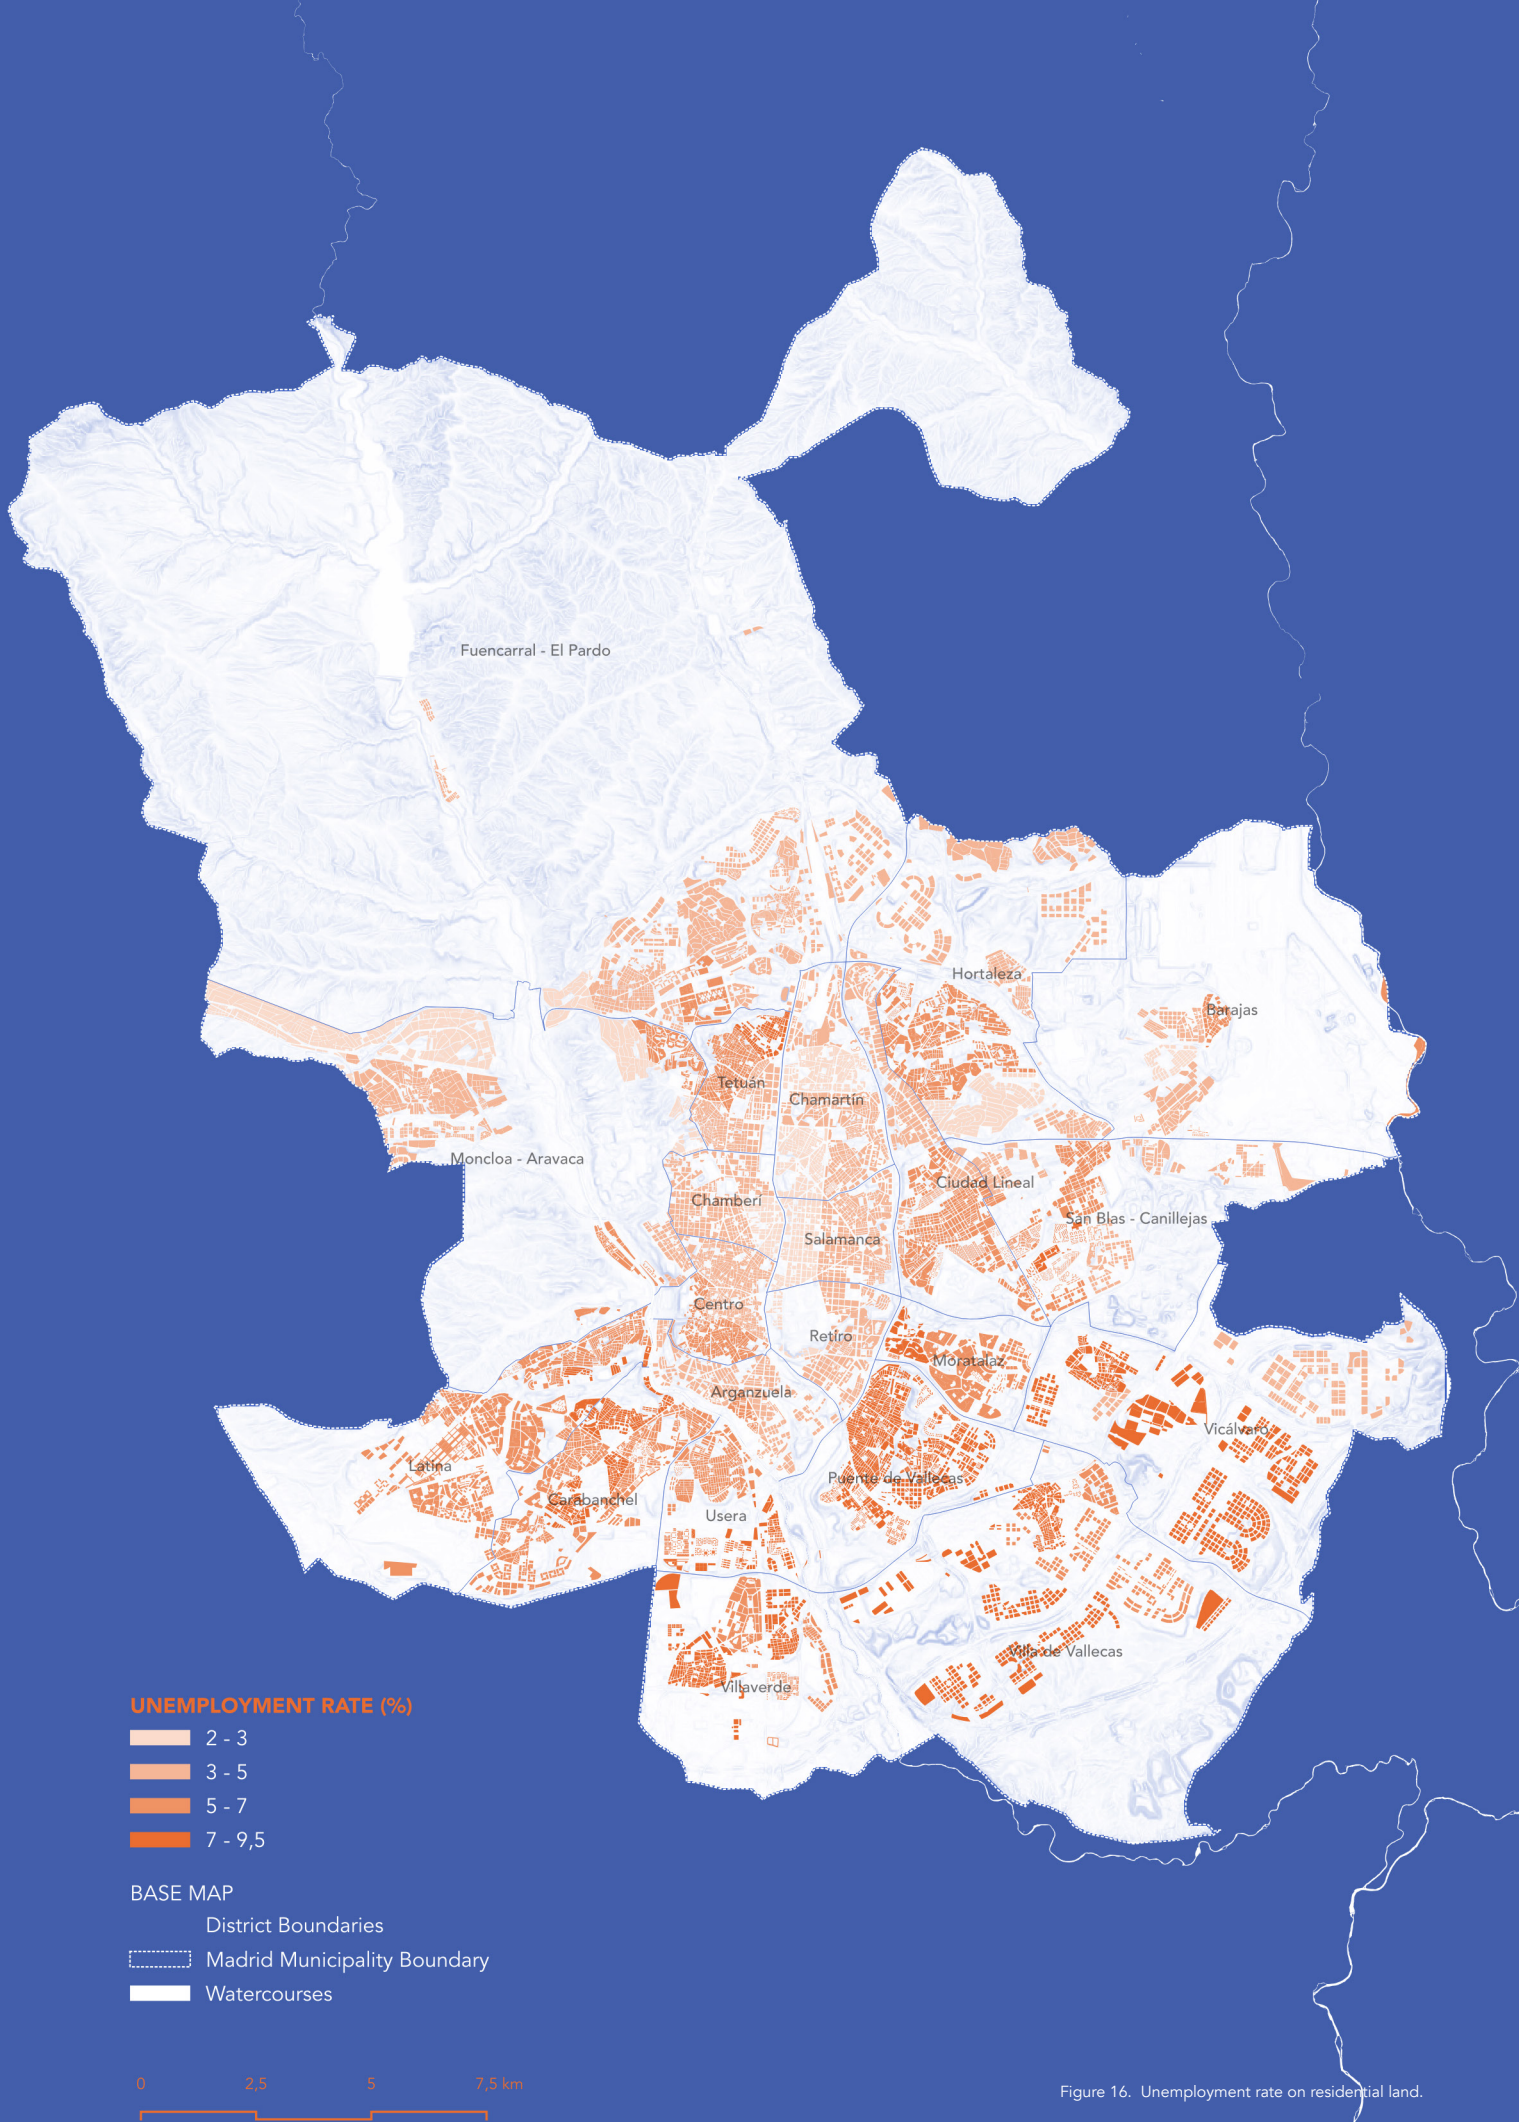 Fuencarral - El Pardo
Hortaleza
Barajas
Tetuán
Chamartín
Moncloa - Aravaca
Ciudad Lineal
Chamberí
San Blas - Canillejas
Salamanca
Centro
Retiro
Moratalaz
Arganzuela
Vicálvaro
Latina
Puente de Vallecas
Carabanchel
Usera
Villa de Vallecas
Villaverde
UNEMPLOYMENT RATE (%)
2 - 3
3 - 5
5 - 7
7 - 9,5
BASE MAP
District Boundaries
Madrid Municipality Boundary
Watercourses
0 2,5 5 7,5 km
Figure 16. Unemployment rate on residential land.